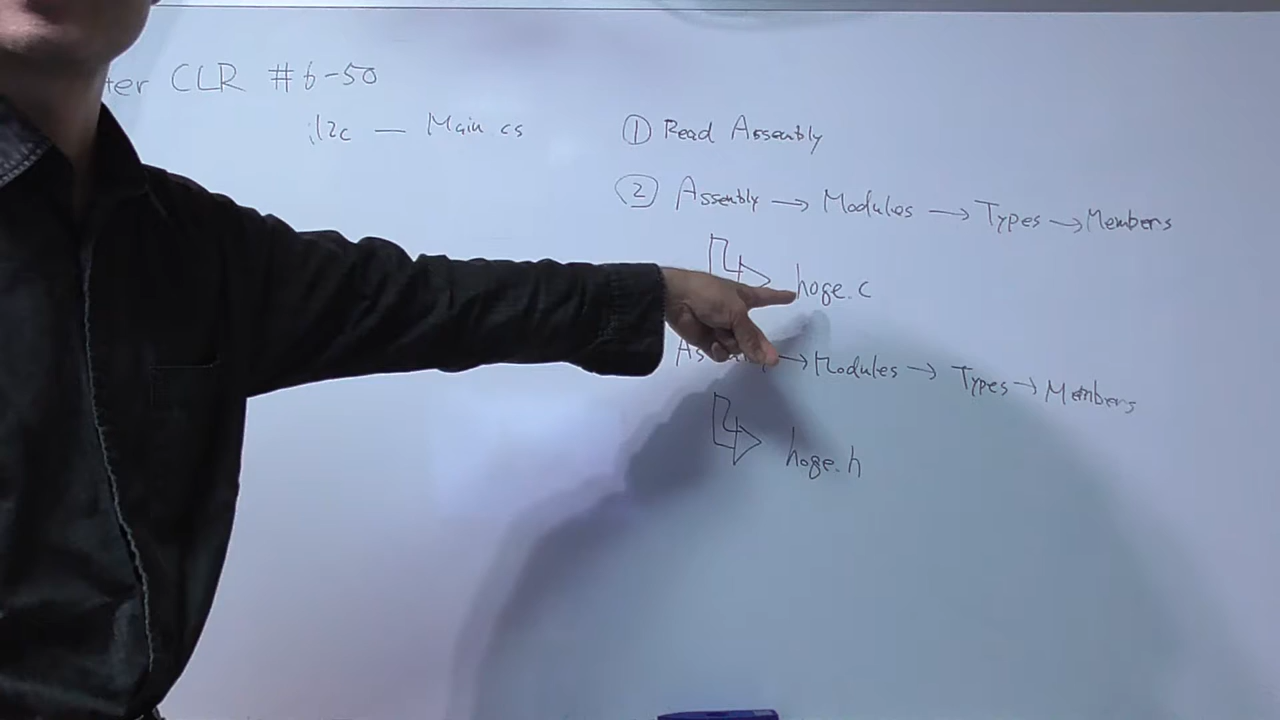 ter CLR #6-50
il2c — Main cs
① Read Assembly
② Assembly → Modules → Types → Members
hoge.c
→ Modules → Types → Members
hoge.h